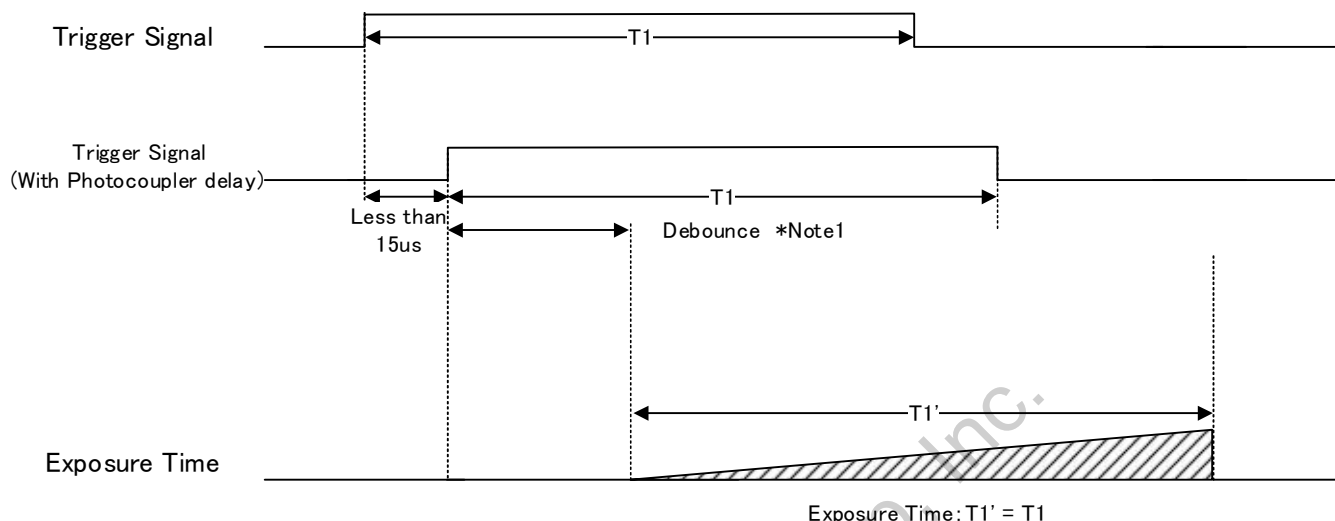 Trigger Signal
T1
Trigger Signal
(With Photocoupler delay)
T1
Less than
15us
Debounce *Note1
T1'
Exposure Time
Exposure Time: T1' = T1
Inc.